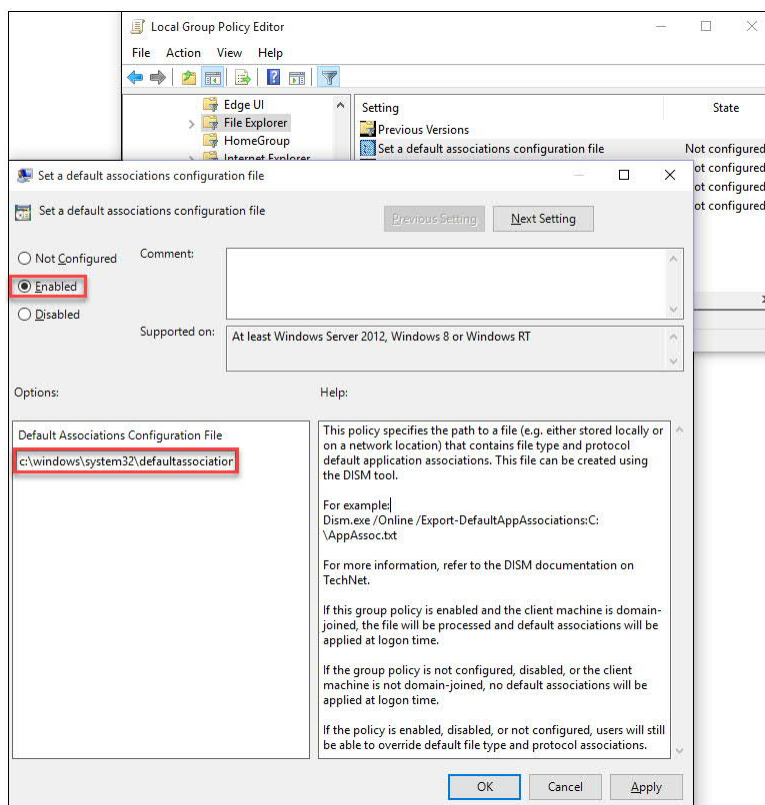 Local Group Policy Editor
File Action View Help
Edge UI
File Explorer
HomeGroup
Internet Explorer
Setting State
Previous Versions
Set a default associations configuration file Not configured
ot configured
ot configured
ot configured
Set a default associations configuration file
Set a default associations configuration file
Previous Setting Next Setting
Not Configured
Enabled
Disabled
Comment:
Supported on:
At least Windows Server 2012, Windows 8 or Windows RT
Options:
Help:
Default Associations Configuration File
c:\windows\system32\defaultassociation
This policy specifies the path to a file (e.g. either stored locally or
on a network location) that contains file type and protocol
default application associations. This file can be created using
the DISM tool.
For example:
Dism.exe /Online /Export-DefaultAppAssociations:C:
\AppAssoc.txt
For more information, refer to the DISM documentation on
TechNet.
If this group policy is enabled and the client machine is domain-
joined, the file will be processed and default associations will be
applied at logon time.
If the group policy is not configured, disabled, or the client
machine is not domain-joined, no default associations will be
applied at logon time.
If the policy is enabled, disabled, or not configured, users will still
be able to override default file type and protocol associations.
OK Cancel Apply